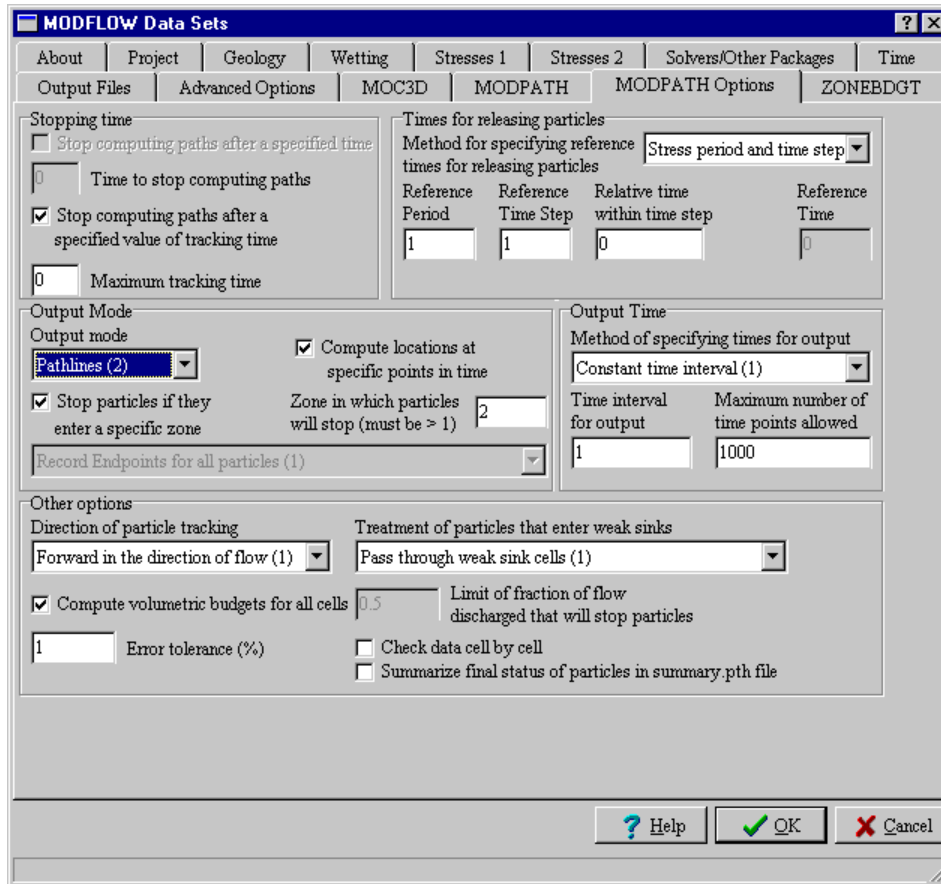 MODFLOW Data Sets
About Project Geology Wetting Stresses 1 Stresses 2 Solvers/Other Packages Time
Output Files Advanced Options MOC3D MODPATH MODPATH Options ZONEBDGT
Stopping time
Stop computing paths after a specified time
0 Time to stop computing paths
Stop computing paths after a
specified value of tracking time
0 Maximum tracking time
Times for releasing particles
Method for specifying reference
times for releasing particles
Stress period and time step
Reference Reference Relative time Reference
Period Time Step within time step Time
1 1 0 0
Output Mode
Output mode
Pathlines (2)
Compute locations at
specific points in time
Stop particles if they
enter a specific zone
Zone in which particles
will stop (must be > 1)
2
Record Endpoints for all particles (1)
Output Time
Method of specifying times for output
Constant time interval (1)
Time interval Maximum number of
for output time points allowed
1 1000
Other options
Direction of particle tracking
Forward in the direction of flow (1)
Treatment of particles that enter weak sinks
Pass through weak sink cells (1)
Compute volumetric budgets for all cells
0.5 Limit of fraction of flow
discharged that will stop particles
1 Error tolerance (%)
Check data cell by cell
Summarize final status of particles in summary.pth file
? Help OK Cancel